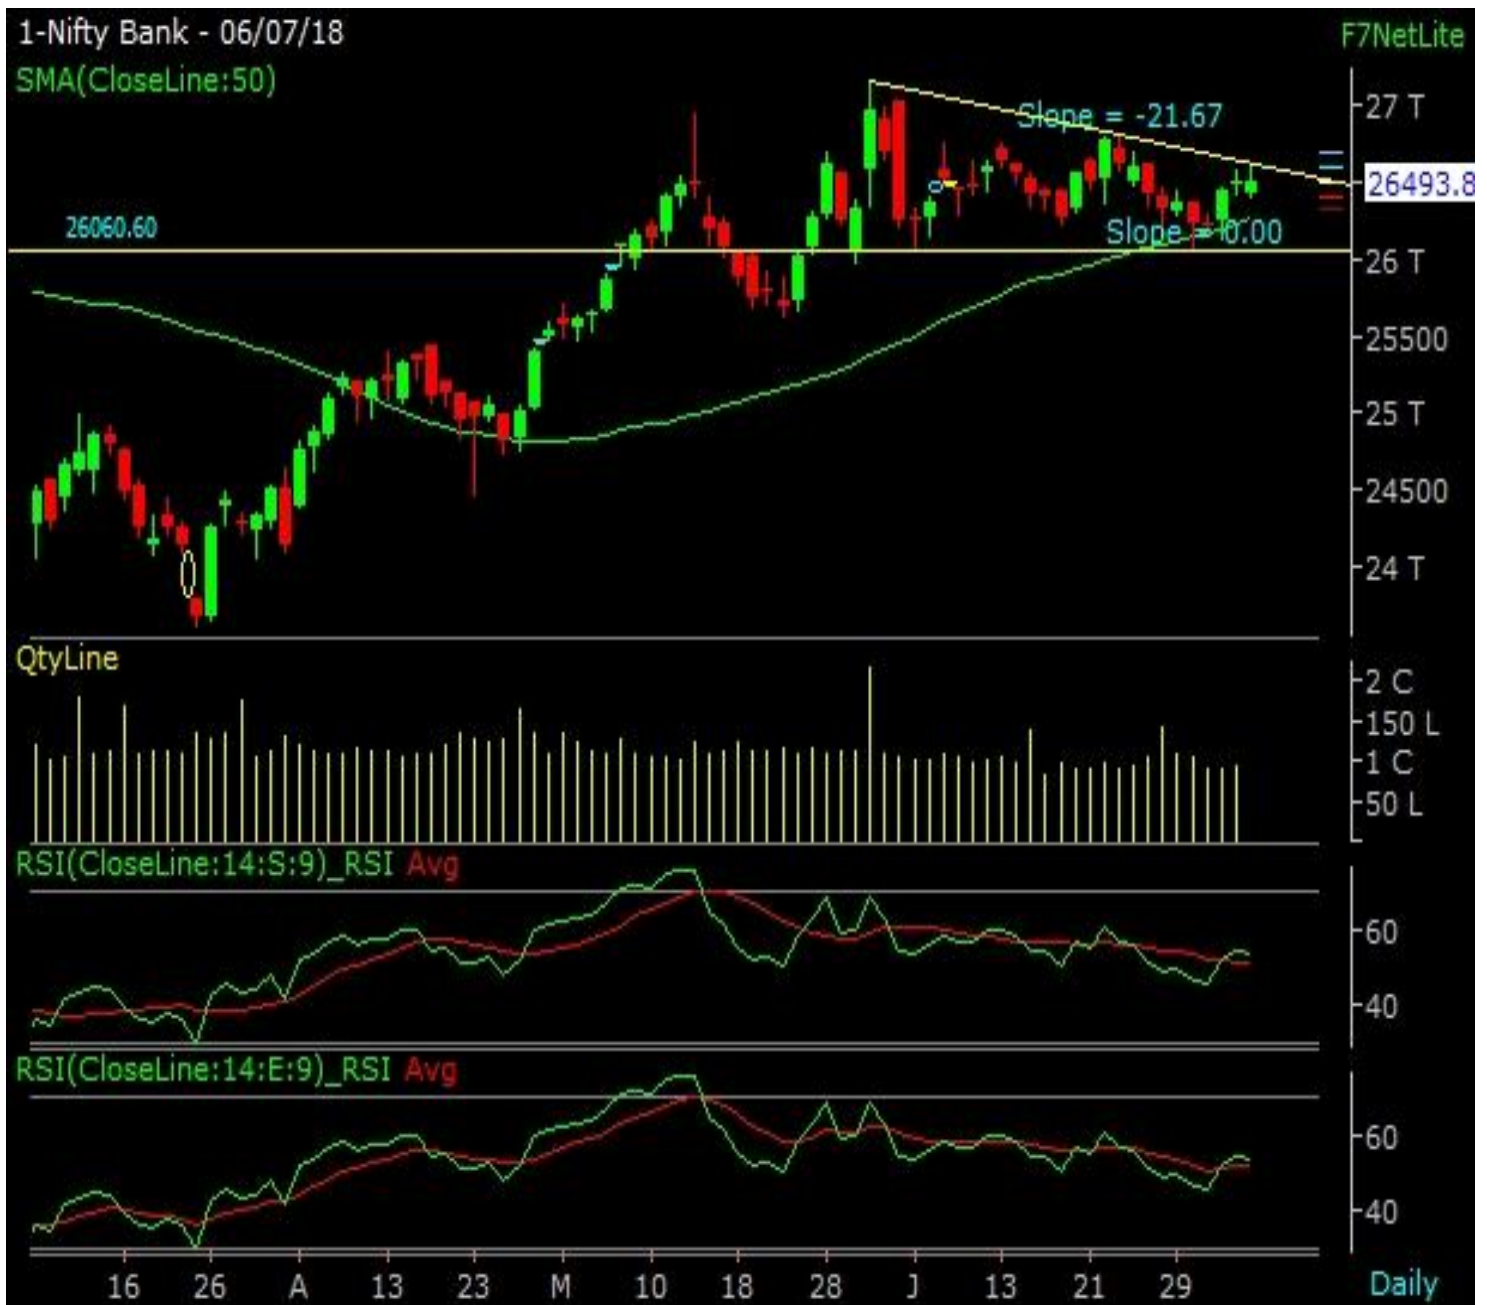 1-Nifty Bank - 06/07/18
F7NetLite
SMA(CloseLine:50)
27 T
Slope = -21.67
26493.8
26060.60
Slope = 0.00
26 T
25500
25 T
24500
24 T
QtyLine
2 C
150 L
1 C
50 L
RSI(CloseLine:14:S:9)_RSI Avg
60
40
RSI(CloseLine:14:E:9)_RSI Avg
60
40
16 26 A 13 23 M 10 18 28 J 13 21 29 Daily